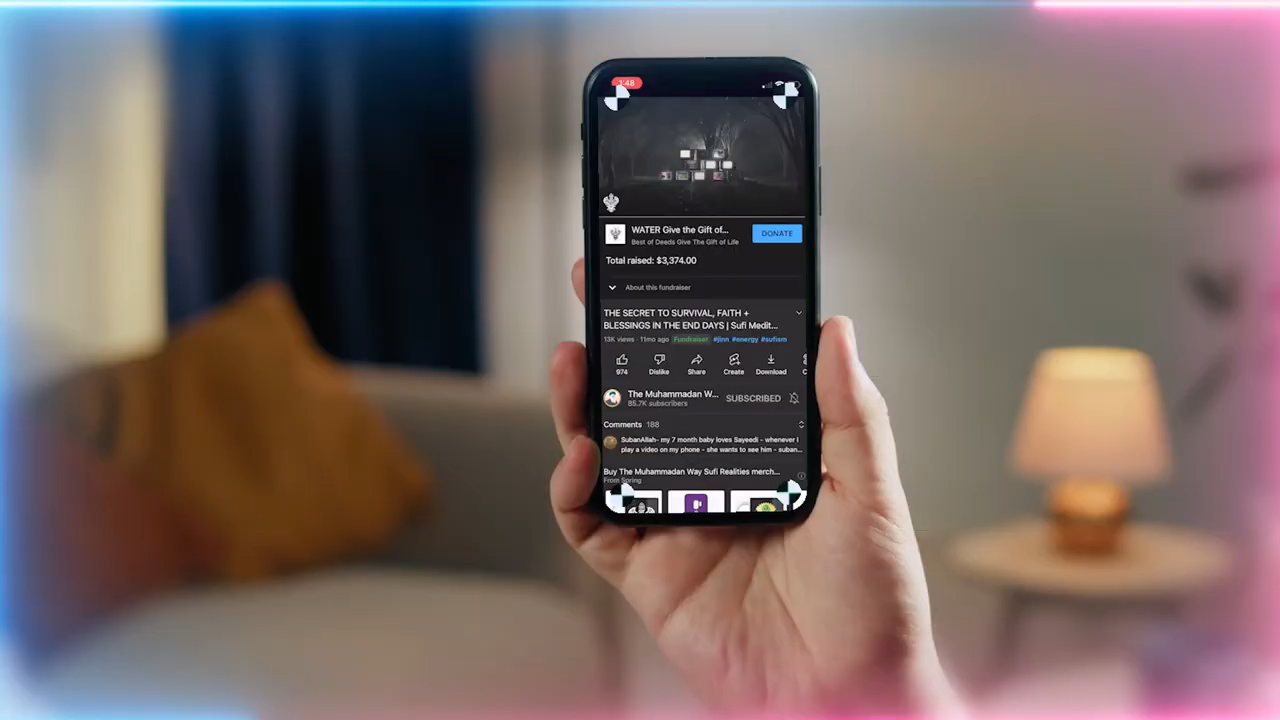 1:48
WATER Give the Gift of...
Best of Deeds Give The Gift of Life
DONATE
Total raised: $3,374.00
About this fundraiser
THE SECRET TO SURVIVAL, FAITH +
BLESSINGS IN THE END DAYS | Sufi Medit...
13K views · 11mo ago Fundraiser #jinn #energy #sufism
974 Dislike Share Create Download C
The Muhammadan W... SUBSCRIBED
85.7K subscribers
Comments 188
SubanAllah- my 7 month baby loves Sayeedi - whenever I
play a video on my phone - she wants to see him - suban...
Buy The Muhammadan Way Sufi Realities merch...
From Spring